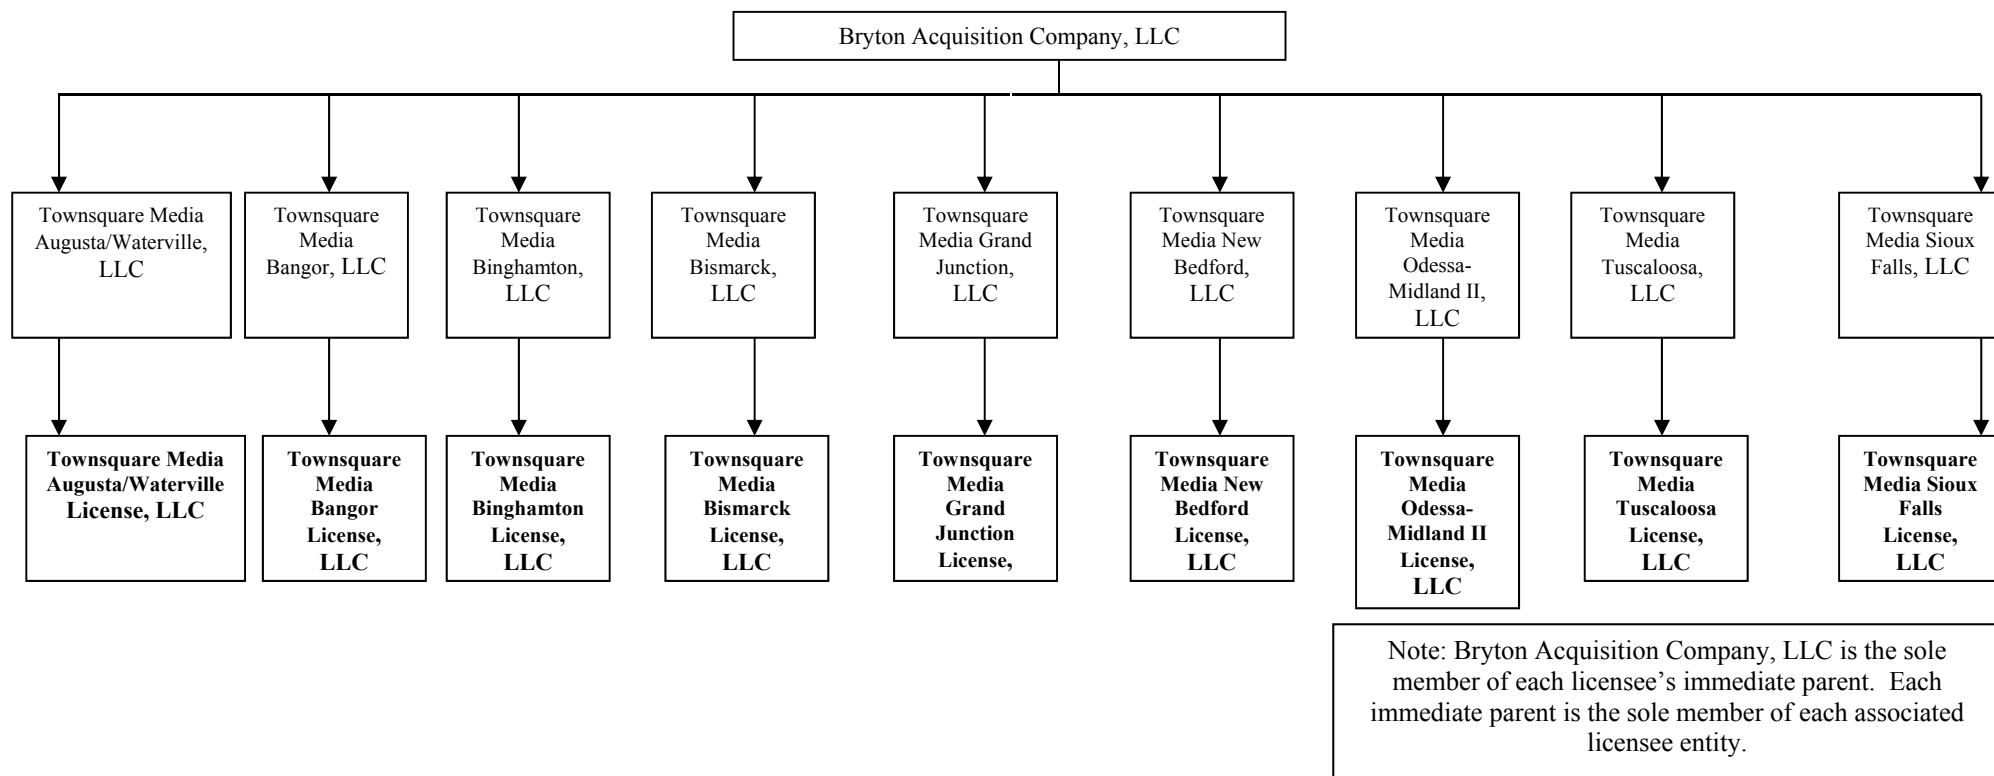 Bryton Acquisition Company, LLC
Townsquare Media
Augusta/Waterville,
LLC
Townsquare
Media
Bangor, LLC
Townsquare
Media
Binghamton,
LLC
Townsquare
Media
Bismarck,
LLC
Townsquare
Media Grand
Junction,
LLC
Townsquare
Media New
Bedford,
LLC
Townsquare
Media
Odessa-
Midland II,
LLC
Townsquare
Media
Tuscaloosa,
LLC
Townsquare
Media Sioux
Falls, LLC
Townsquare Media
Augusta/Waterville
License, LLC
Townsquare
Media
Bangor
License,
LLC
Townsquare
Media
Binghamton
License,
LLC
Townsquare
Media
Bismarck
License,
LLC
Townsquare
Media
Grand
Junction
License,
Townsquare
Media New
Bedford
License,
LLC
Townsquare
Media
Odessa-
Midland II
License,
LLC
Townsquare
Media
Tuscaloosa
License,
LLC
Townsquare
Media Sioux
Falls
License,
LLC
Note: Bryton Acquisition Company, LLC is the sole
member of each licensee’s immediate parent.  Each
immediate parent is the sole member of each associated
licensee entity.